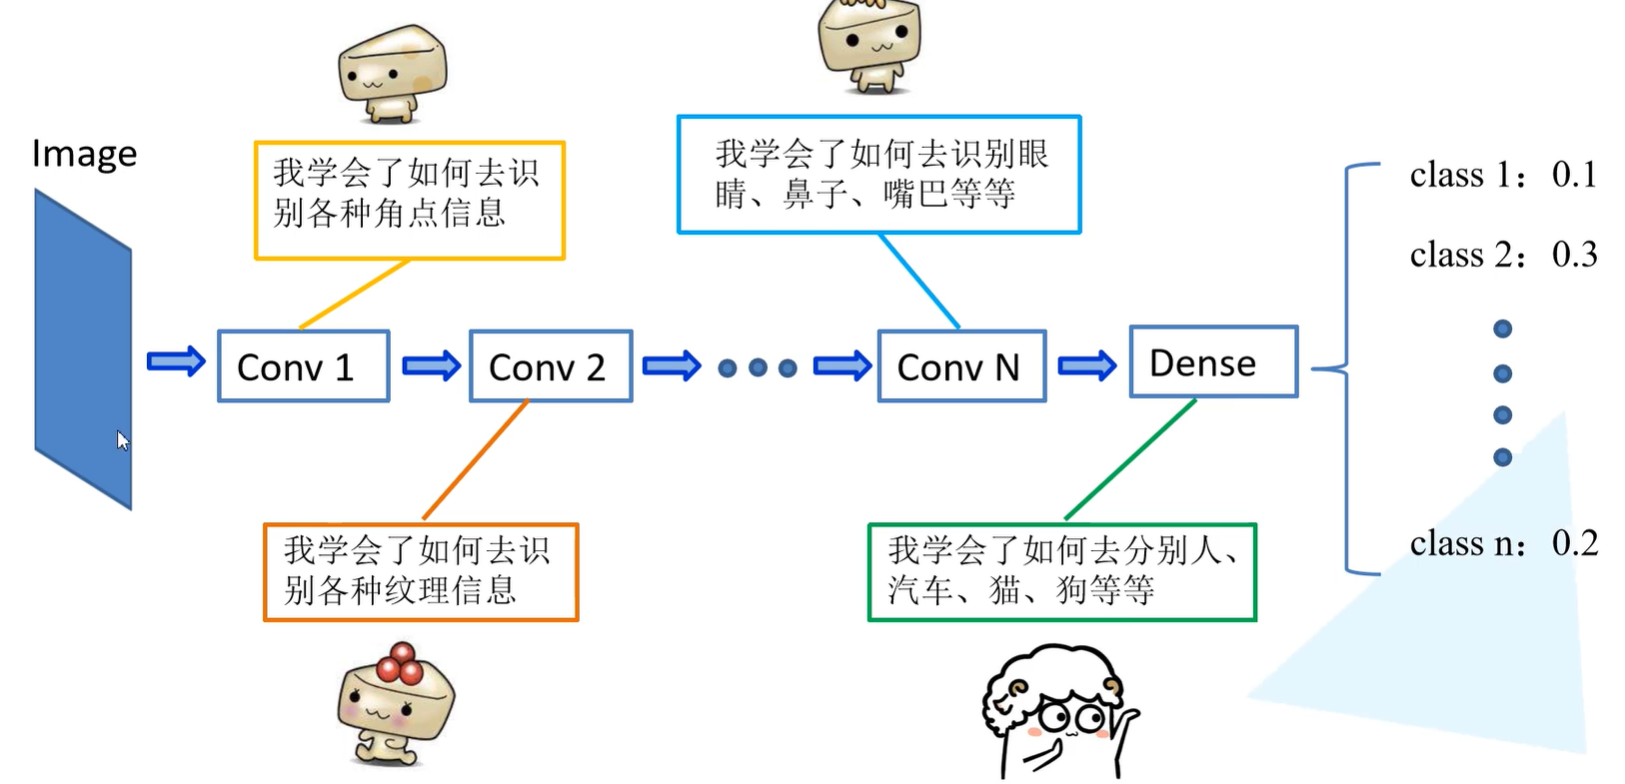 Image
我学会了如何去识
别各种角点信息
我学会了如何去识别眼
睛、鼻子、嘴巴等等
Conv 1
Conv 2
Conv N
Dense
我学会了如何去识
别各种纹理信息
我学会了如何去分别人、
汽车、猫、狗等等
class 1：0.1
class 2：0.3
class n：0.2